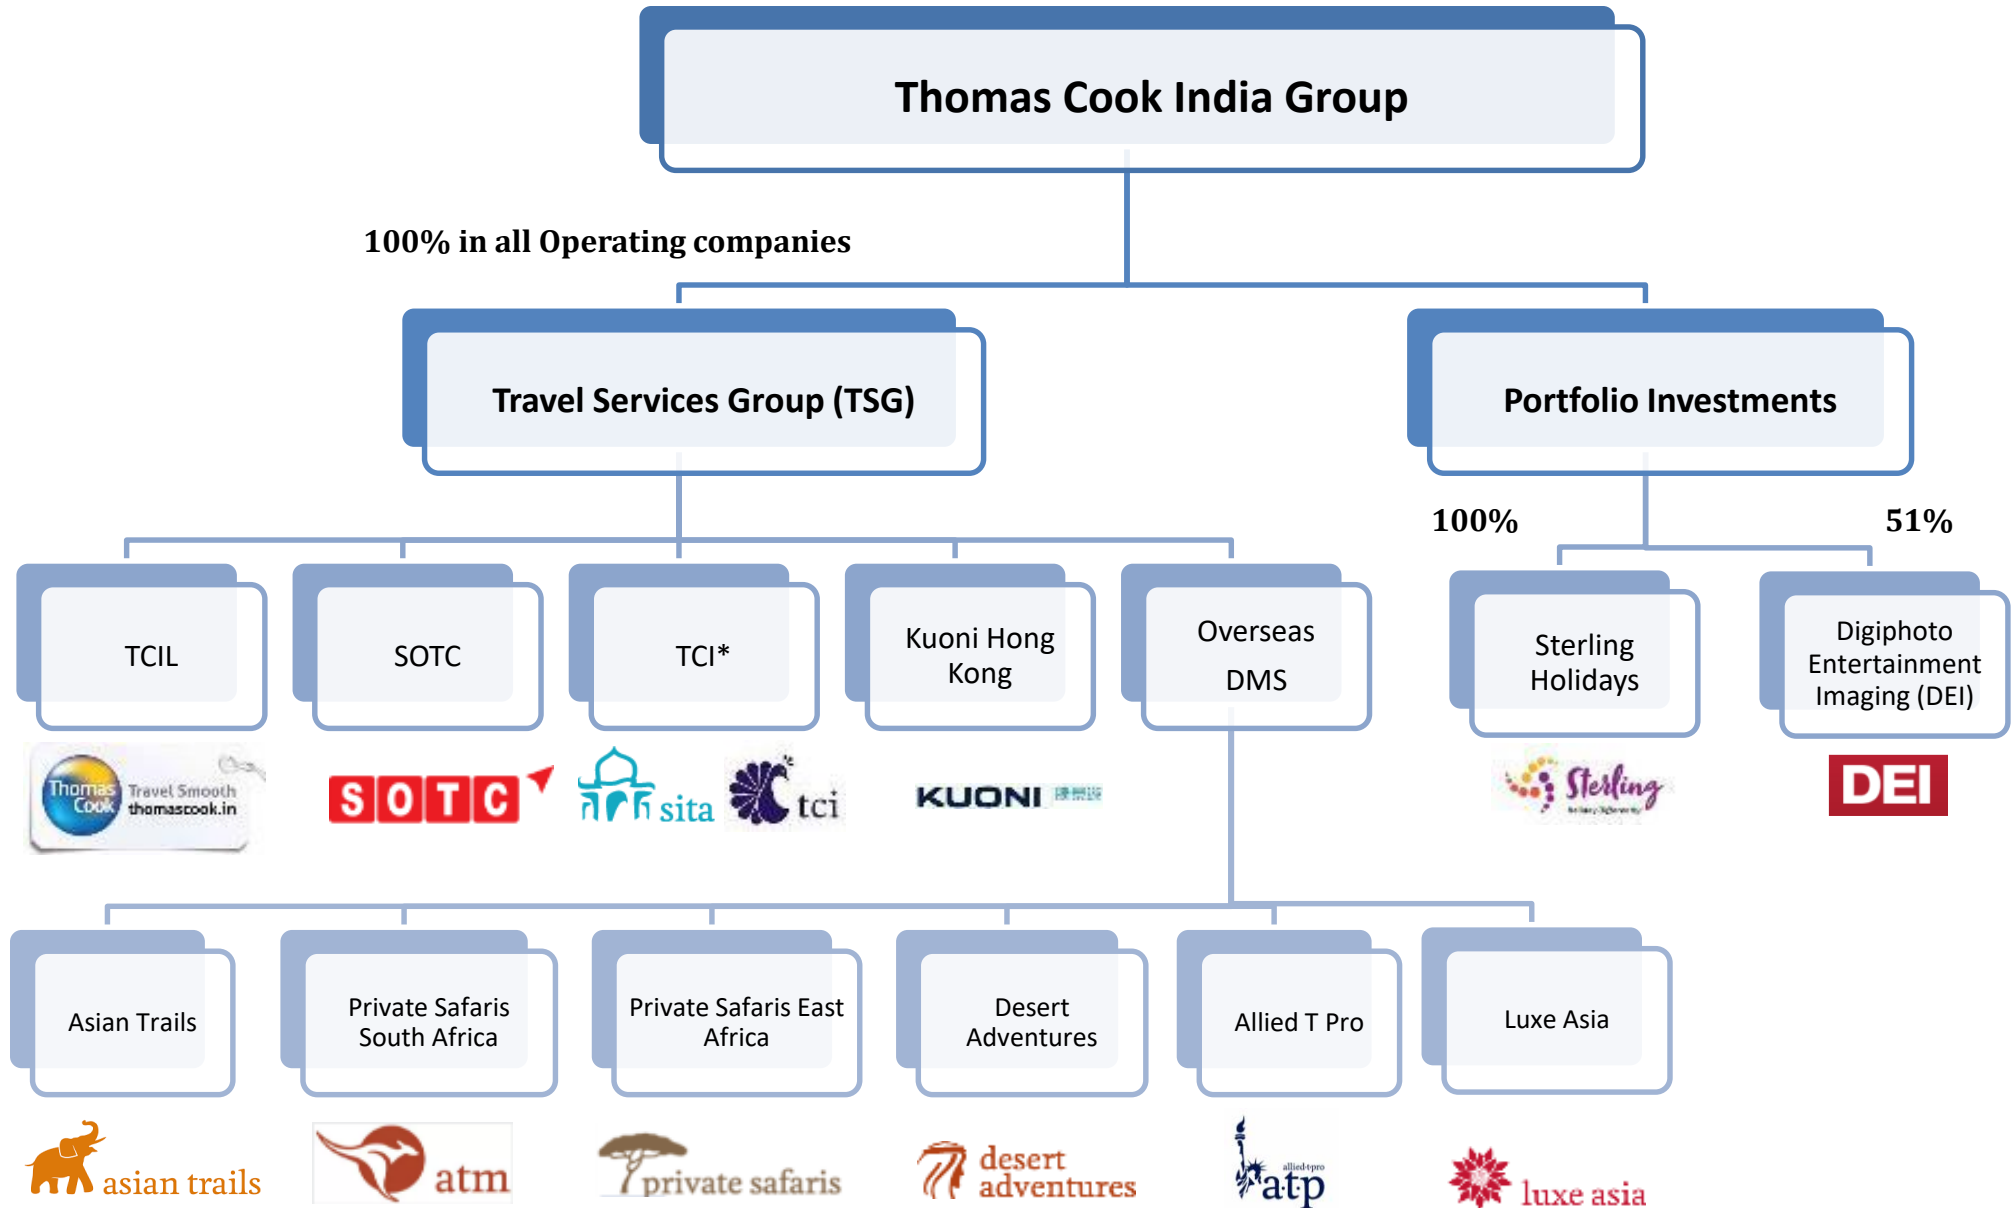 Thomas Cook India Group
100% in all Operating companies
Travel Services Group (TSG)
Portfolio Investments
100%
51%
TCIL
SOTC
TCI*
Kuoni Hong
Kong
Overseas
DMS
Sterling
Holidays
Digiphoto
Entertainment
Imaging (DEI)
Thomas
Cook
Travel Smooth
thomascook.in
SOTC
sita
tci
KUONI
Sterling
DEI
Asian Trails
Private Safaris
South Africa
Private Safaris East
Africa
Desert
Adventures
Allied T Pro
Luxe Asia
asian trails
atm
private safaris
desert
adventures
allied-tpro
atp
luxe asia